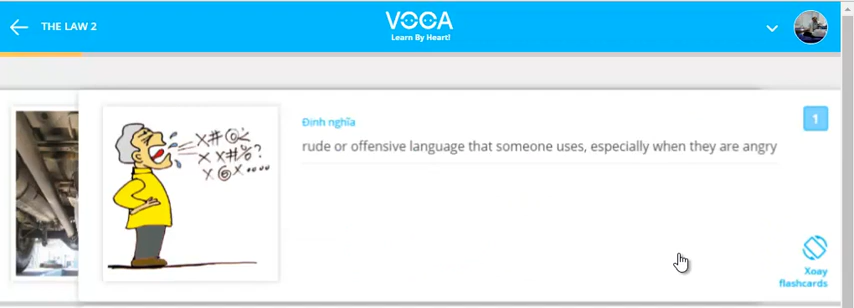 THE LAW 2
VOCA
Learn By Heart!
Định nghĩa
1
rude or offensive language that someone uses, especially when they are angry
X#@%
X X#%?
X@X....
Xoay
flashcards